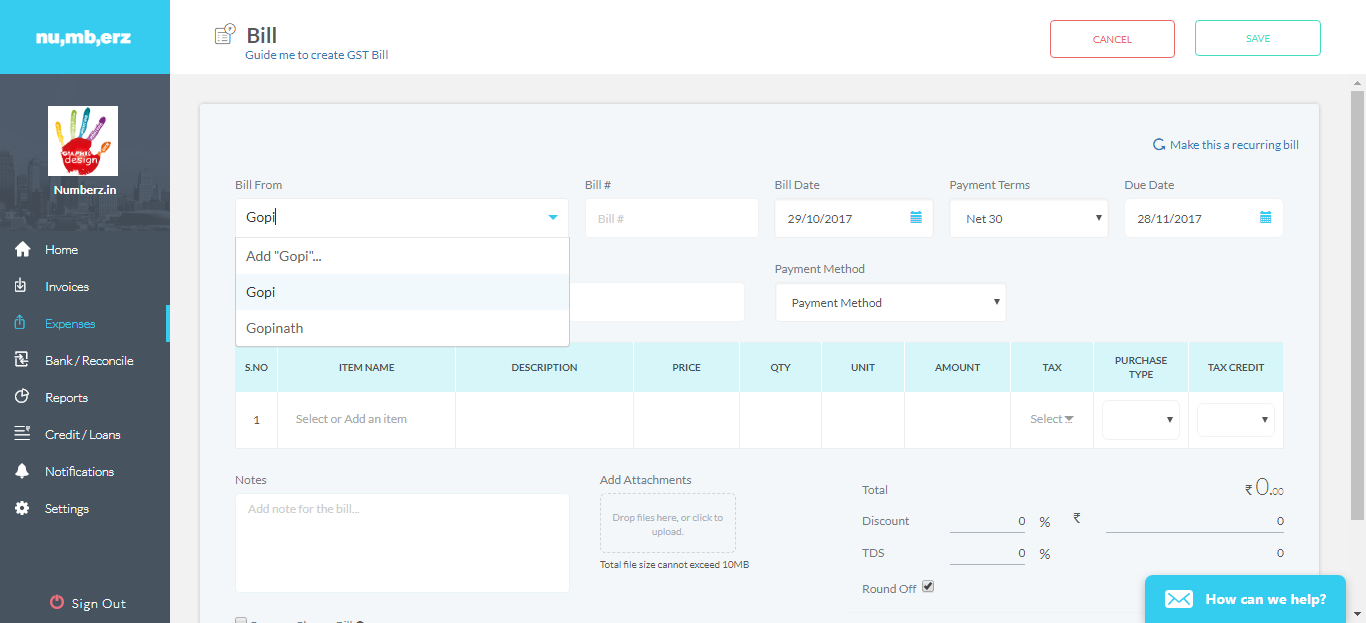 nu,mb,erz
Bill
Guide me to create GST Bill
CANCEL
SAVE
GRAPHIC
design
Numberz.in
Home
Invoices
Expenses
Bank / Reconcile
Reports
Credit / Loans
Notifications
Settings
Sign Out
Make this a recurring bill
Bill From
Bill #
Bill Date
Payment Terms
Due Date
Gopi
Bill #
29/10/2017
Net 30
28/11/2017
Add "Gopi"...
Gopi
Gopinath
Payment Method
Payment Method
S.NO
ITEM NAME
DESCRIPTION
PRICE
QTY
UNIT
AMOUNT
TAX
PURCHASE
TYPE
TAX CREDIT
1
Select or Add an item
Select
Notes
Add note for the bill...
Add Attachments
Drop files here, or click to
upload.
Total file size cannot exceed 10MB
Total
₹ 0.00
Discount
0 % ₹ 0
TDS
0 % 0
Round Off
How can we help?